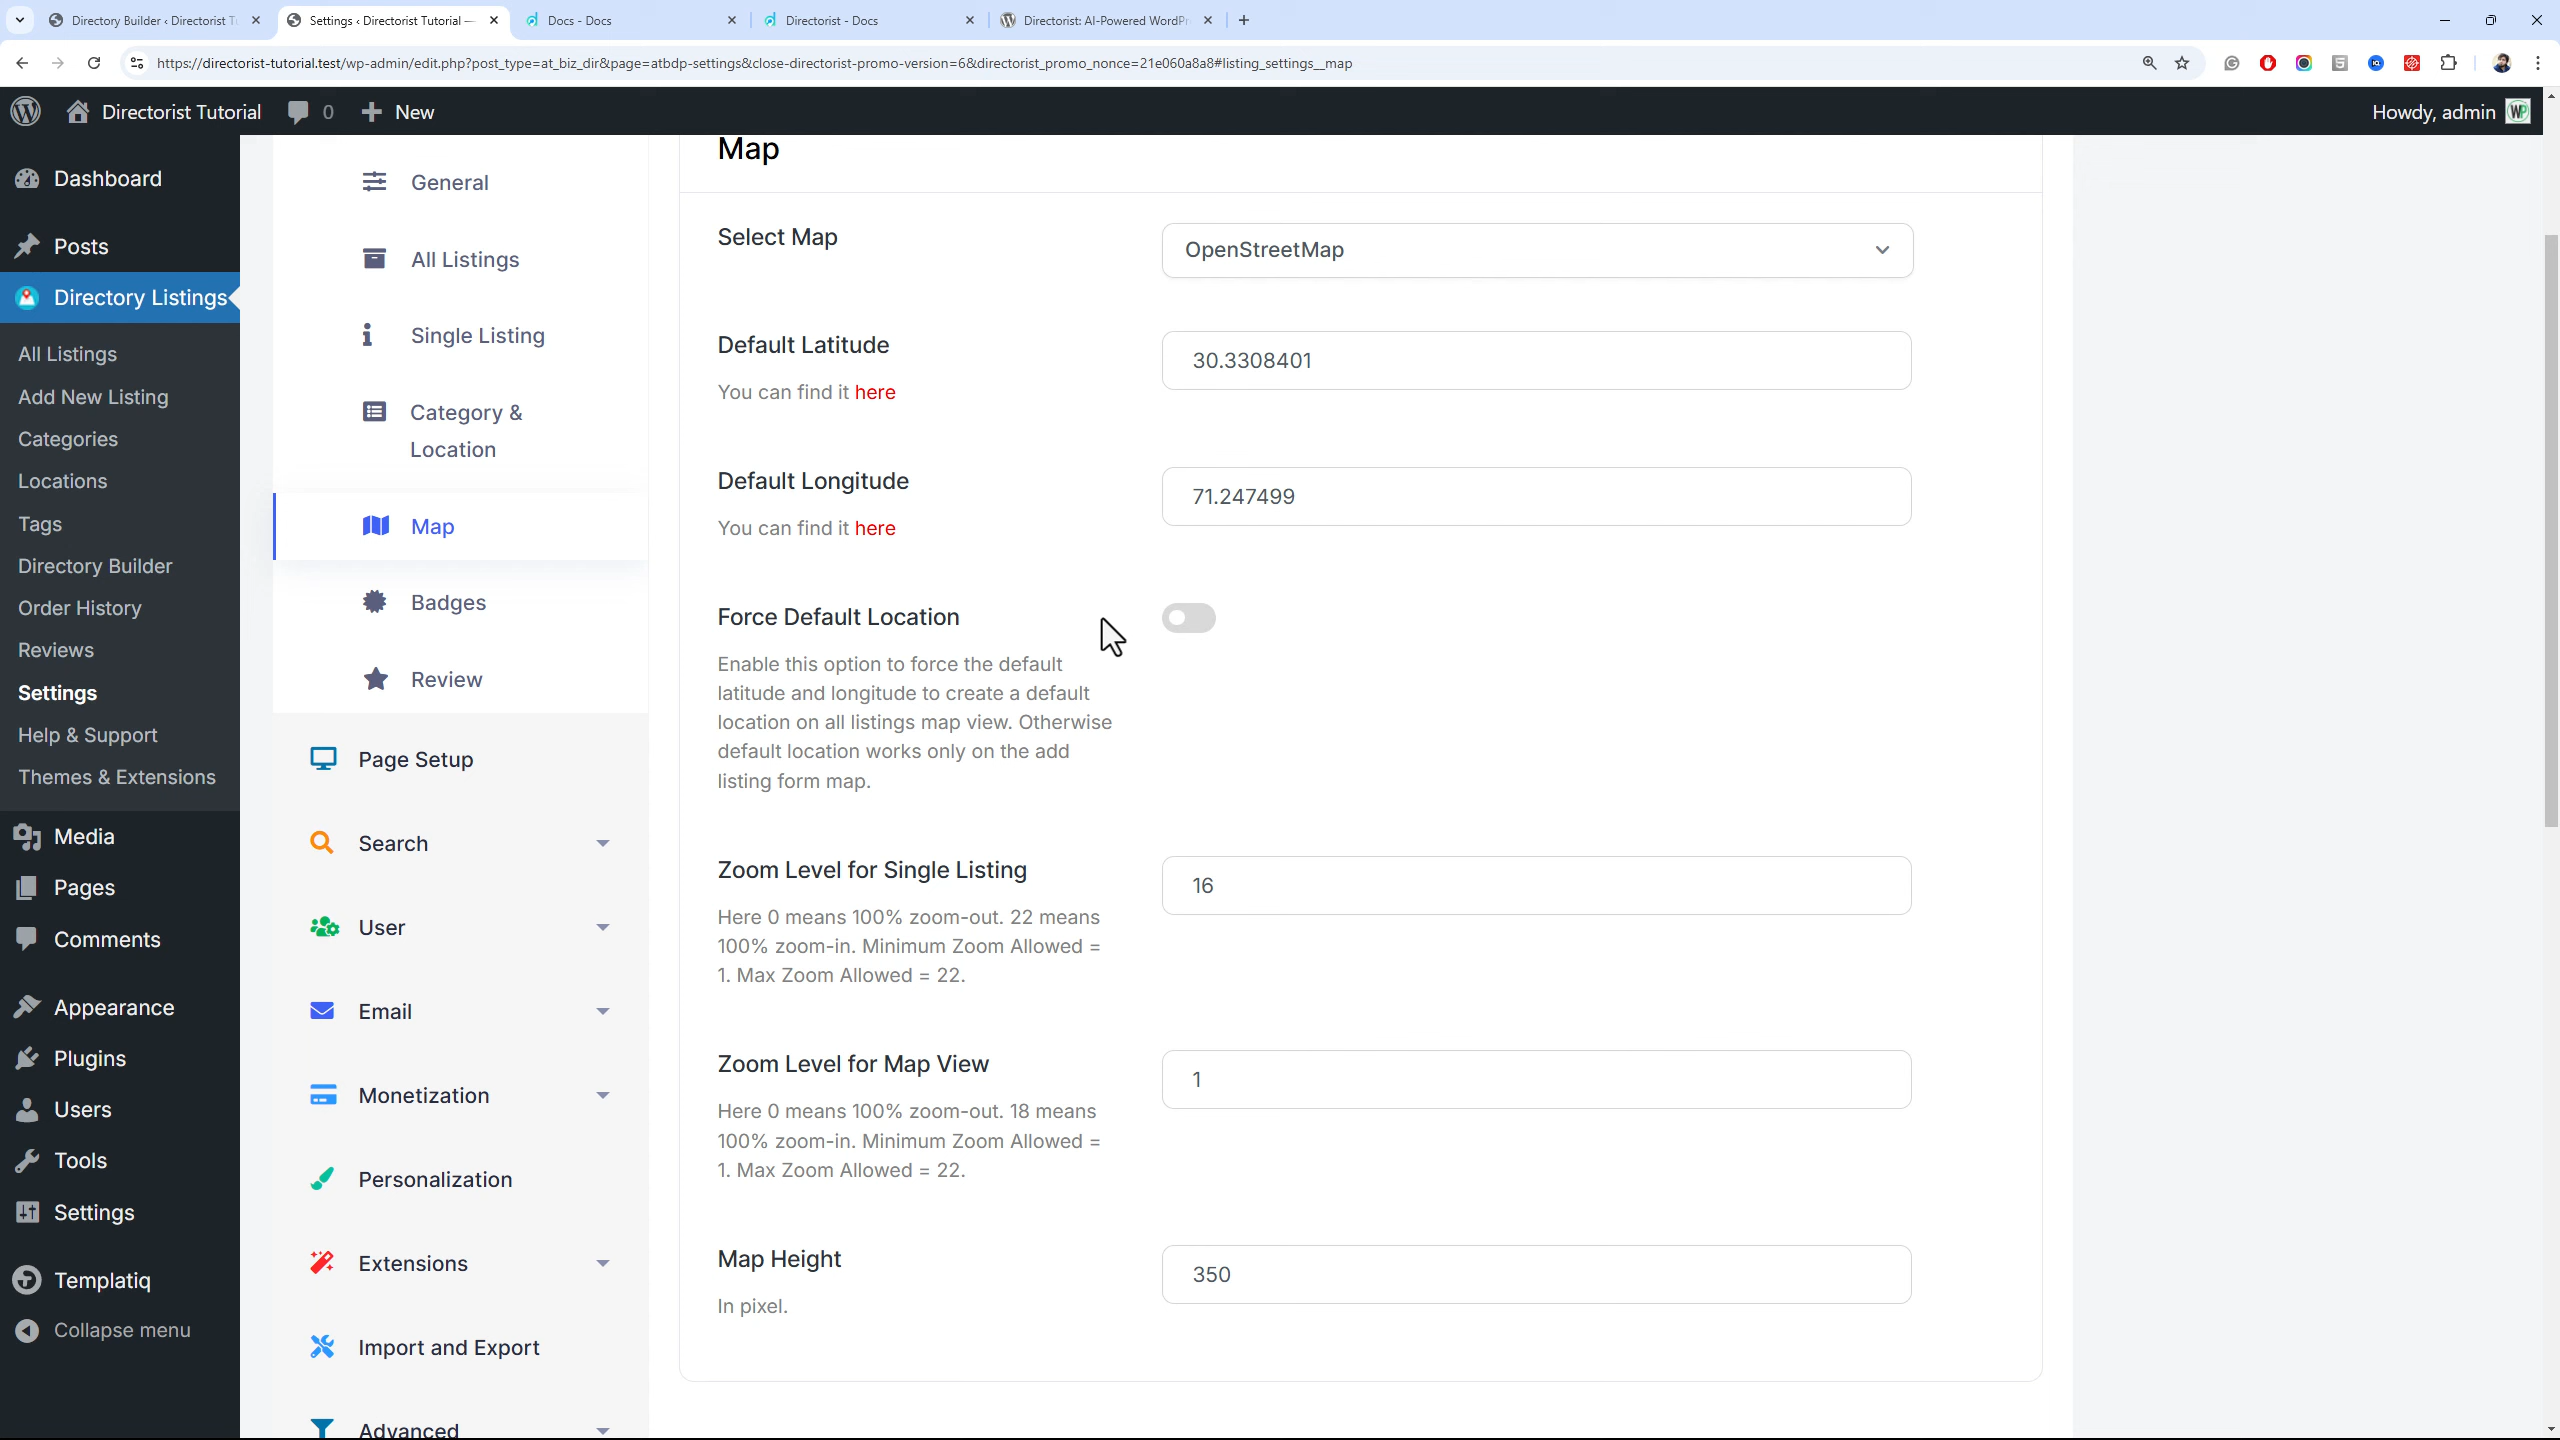 Directory Builder ‹ Directorist T
Settings ‹ Directorist Tutorial —
Docs - Docs
Directorist - Docs
Directorist: AI-Powered WordPr
https://directorist-tutorial.test/wp-admin/edit.php?post_type=at_biz_dir&page=atbdp-settings&close-directorist-promo-version=6&directorist_promo_nonce=21e060a8a8#listing_settings__map
Directorist Tutorial
0
New
Howdy, admin
Dashboard
Posts
Directory Listings
All Listings
Add New Listing
Categories
Locations
Tags
Directory Builder
Order History
Reviews
Settings
Help & Support
Themes & Extensions
Media
Pages
Comments
Appearance
Plugins
Users
Tools
Settings
Templatiq
Collapse menu
General
All Listings
Single Listing
Category &
Location
Map
Badges
Review
Page Setup
Search
User
Email
Monetization
Personalization
Extensions
Import and Export
Advanced
Map
Select Map
OpenStreetMap
Default Latitude
You can find it here
30.3308401
Default Longitude
You can find it here
71.247499
Force Default Location
Enable this option to force the default
latitude and longitude to create a default
location on all listings map view. Otherwise
default location works only on the add
listing form map.
Zoom Level for Single Listing
Here 0 means 100% zoom-out. 22 means
100% zoom-in. Minimum Zoom Allowed =
1. Max Zoom Allowed = 22.
16
Zoom Level for Map View
Here 0 means 100% zoom-out. 18 means
100% zoom-in. Minimum Zoom Allowed =
1. Max Zoom Allowed = 22.
1
Map Height
In pixel.
350